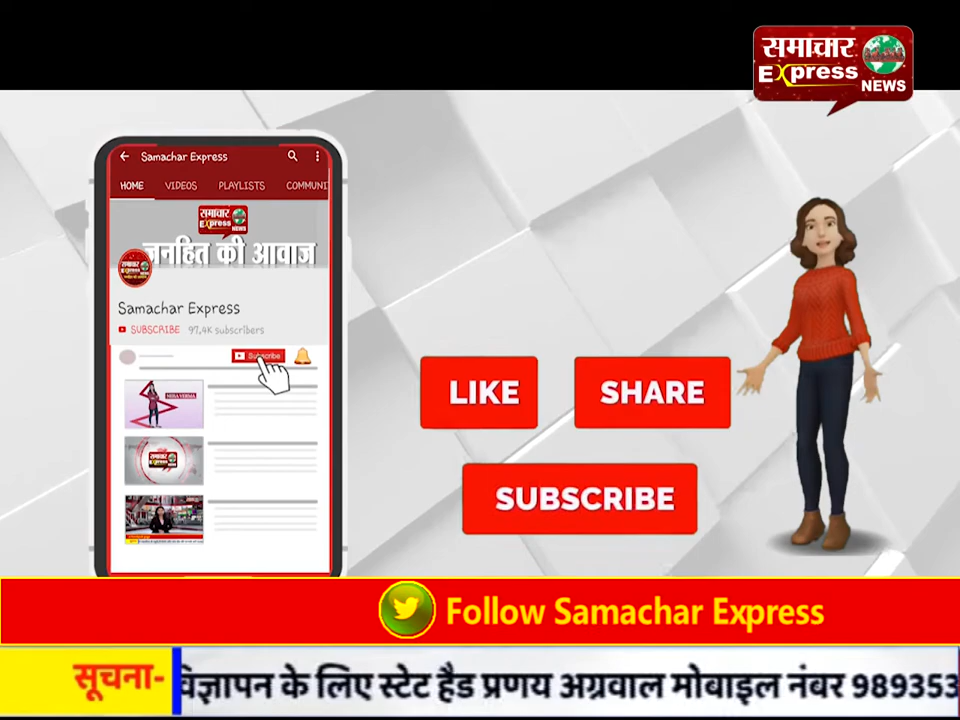 समाचार
Express
NEWS
Samachar Express
HOME VIDEOS PLAYLISTS COMMUNI
समाचार
Express
NEWS
जनहित की आवाज
Samachar Express
SUBSCRIBE 97.4K subscribers
Subscribe
LIKE
SHARE
SUBSCRIBE
Follow Samachar Express
सूचना- विज्ञापन के लिए स्टेट हैड प्रणय अग्रवाल मोबाइल नंबर 989353